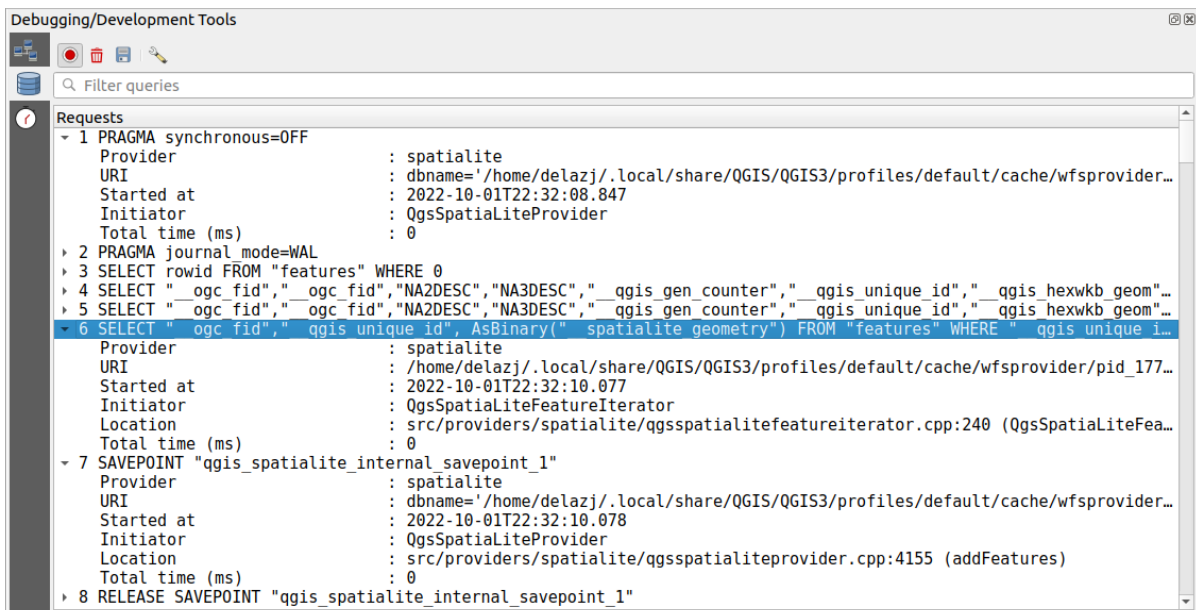 Debugging/Development Tools
Filter queries
Requests
1 PRAGMA synchronous=OFF
Provider : spatialite
URI : dbname='/home/delazj/.local/share/QGIS/QGIS3/profiles/default/cache/wfsprovider…
Started at : 2022-10-01T22:32:08.847
Initiator : QgsSpatiaLiteProvider
Total time (ms) : 0
2 PRAGMA journal_mode=WAL
3 SELECT rowid FROM "features" WHERE 0
4 SELECT "__ogc_fid","__ogc_fid","NA2DESC","NA3DESC","__qgis_gen_counter","__qgis_unique_id","__qgis_hexwkb_geom"…
5 SELECT "__ogc_fid","__ogc_fid","NA2DESC","NA3DESC","__qgis_gen_counter","__qgis_unique_id","__qgis_hexwkb_geom"…
6 SELECT "__ogc_fid","__qgis_unique_id", AsBinary("__spatialite_geometry") FROM "features" WHERE "__qgis_unique_i…
Provider : spatialite
URI : /home/delazj/.local/share/QGIS/QGIS3/profiles/default/cache/wfsprovider/pid_177…
Started at : 2022-10-01T22:32:10.077
Initiator : QgsSpatiaLiteFeatureIterator
Location : src/providers/spatialite/qgsspatialitefeatureiterator.cpp:240 (QgsSpatiaLiteFea…
Total time (ms) : 0
7 SAVEPOINT "qgis_spatialite_internal_savepoint_1"
Provider : spatialite
URI : dbname='/home/delazj/.local/share/QGIS/QGIS3/profiles/default/cache/wfsprovider…
Started at : 2022-10-01T22:32:10.078
Initiator : QgsSpatiaLiteProvider
Location : src/providers/spatialite/qgsspatialiteprovider.cpp:4155 (addFeatures)
Total time (ms) : 0
8 RELEASE SAVEPOINT "qgis_spatialite_internal_savepoint_1"